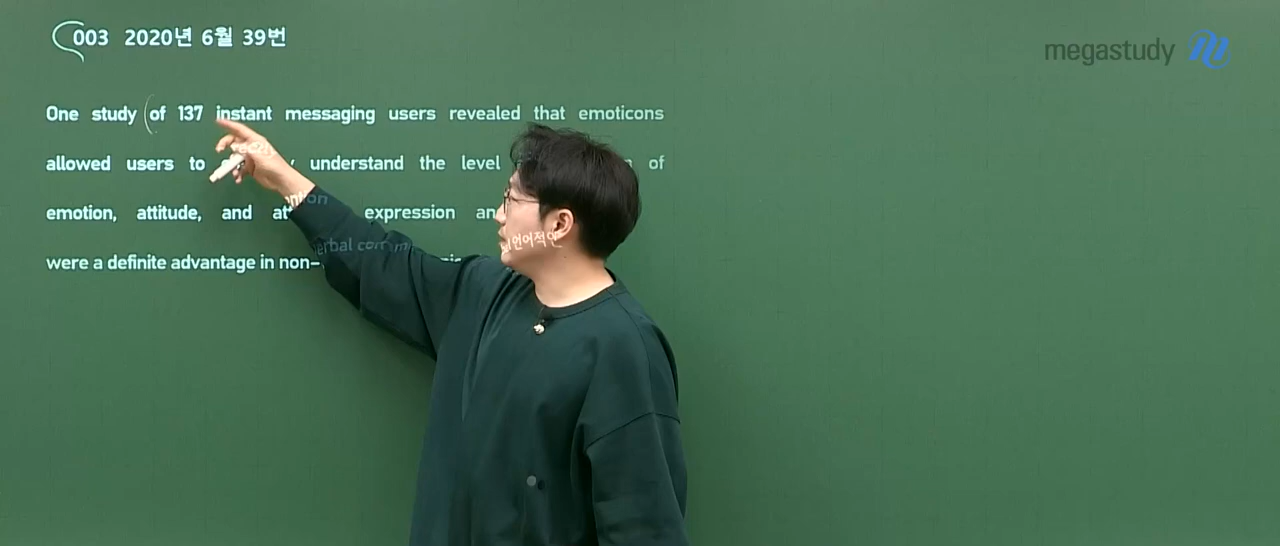 003 2020년 6월 39번
megastudy
One study of 137 instant messaging users revealed that emoticons
allowed users to understand the level of
emotion, attitude, and expression
were a definite advantage in non-